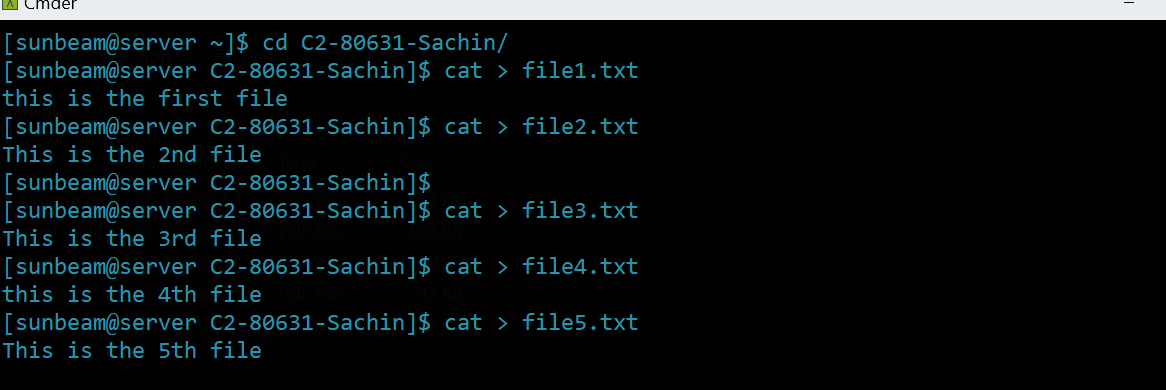 Cmder
[sunbeam@server ~]$ cd C2-80631-Sachin/
[sunbeam@server C2-80631-Sachin]$ cat > file1.txt
this is the first file
[sunbeam@server C2-80631-Sachin]$ cat > file2.txt
This is the 2nd file
[sunbeam@server C2-80631-Sachin]$
[sunbeam@server C2-80631-Sachin]$ cat > file3.txt
This is the 3rd file
[sunbeam@server C2-80631-Sachin]$ cat > file4.txt
this is the 4th file
[sunbeam@server C2-80631-Sachin]$ cat > file5.txt
This is the 5th file